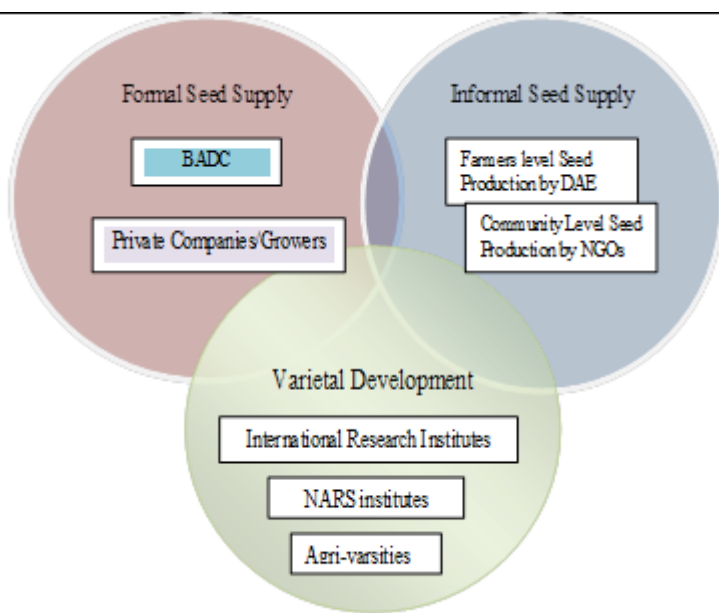 Formal Seed Supply
BADC
Private Companies/Growers
Informal Seed Supply
Farmers level Seed
Production by DAE
Community Level Seed
Production by NGOs
Varietal Development
International Research Institutes
NARS institutes
Agri-varsities